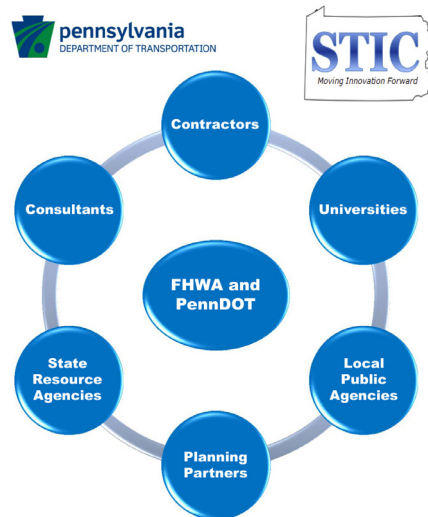 pennsylvania
DEPARTMENT OF TRANSPORTATION
STIC
Moving Innovation Forward
Contractors
Consultants
Universities
FHWA and
PennDOT
State
Resource
Agencies
Local
Public
Agencies
Planning
Partners